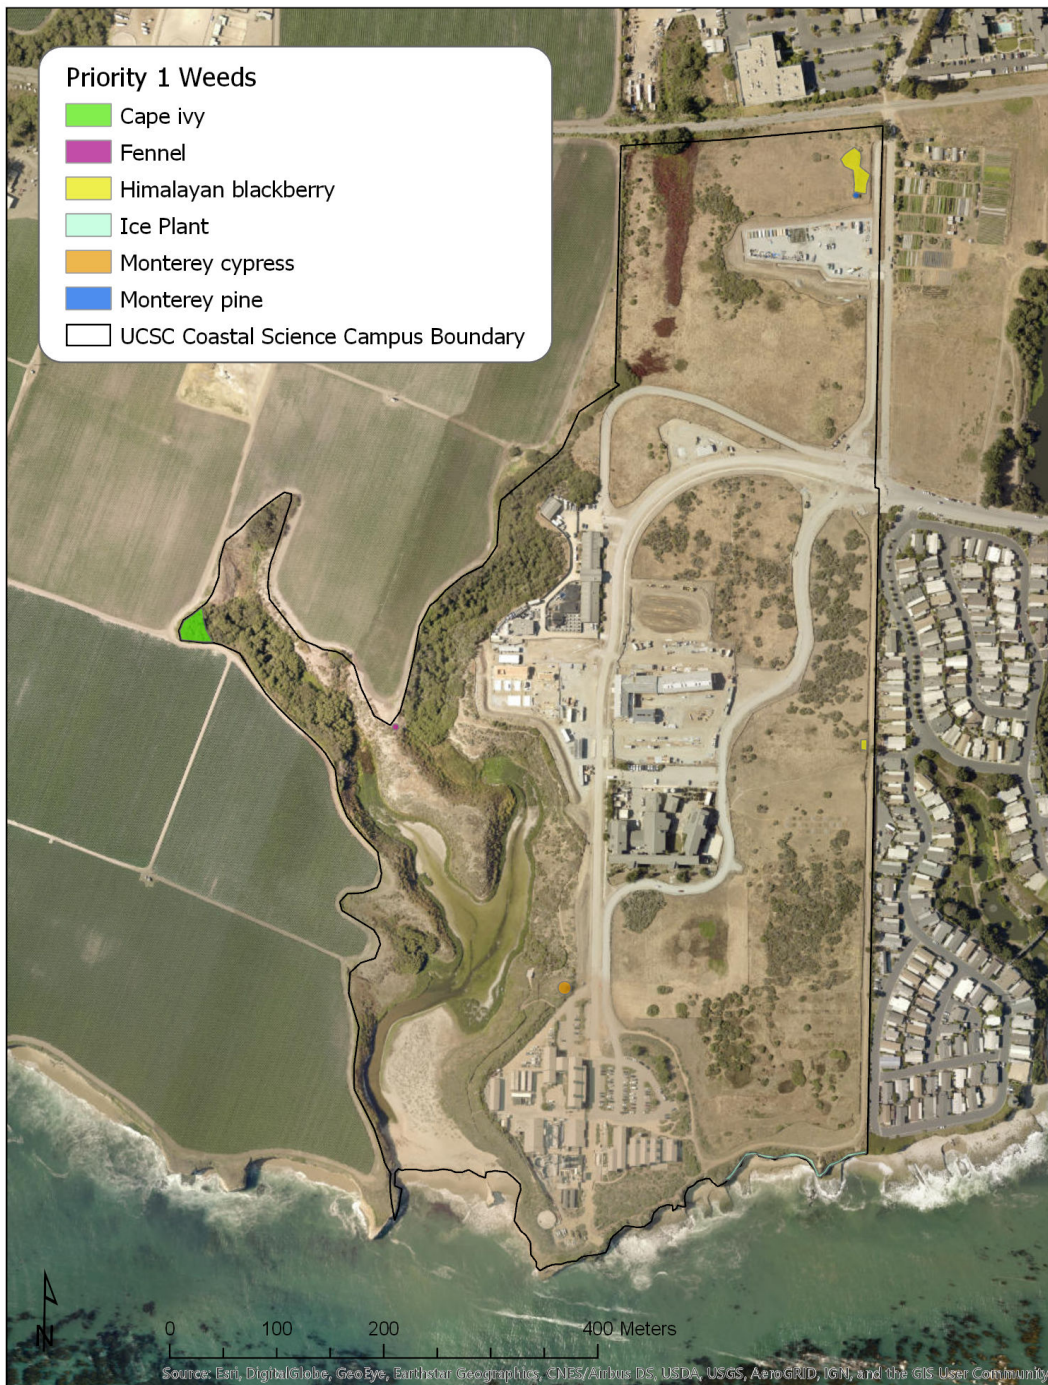 Priority 1 Weeds
Cape ivy
Fennel
Himalayan blackberry
Ice Plant
Monterey cypress
Monterey pine
UCSC Coastal Science Campus Boundary
N
0 100 200 400 Meters
Source: Esri, DigitalGlobe, GeoEye, Earthstar Geographics, CNES/Airbus DS, USDA, USGS, AeroGRID, IGN, and the GIS User Community